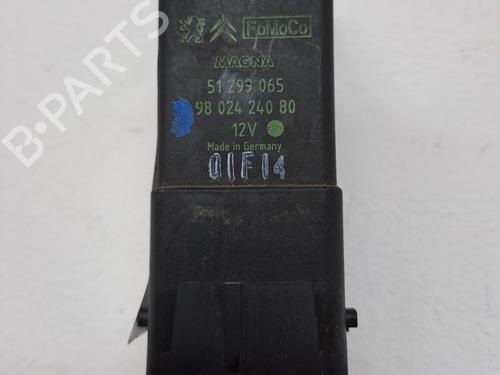 FoMoCo
MAGNA
51 299 065
98 024 240 80
12V
Made in Germany
01F14
B-PARTS